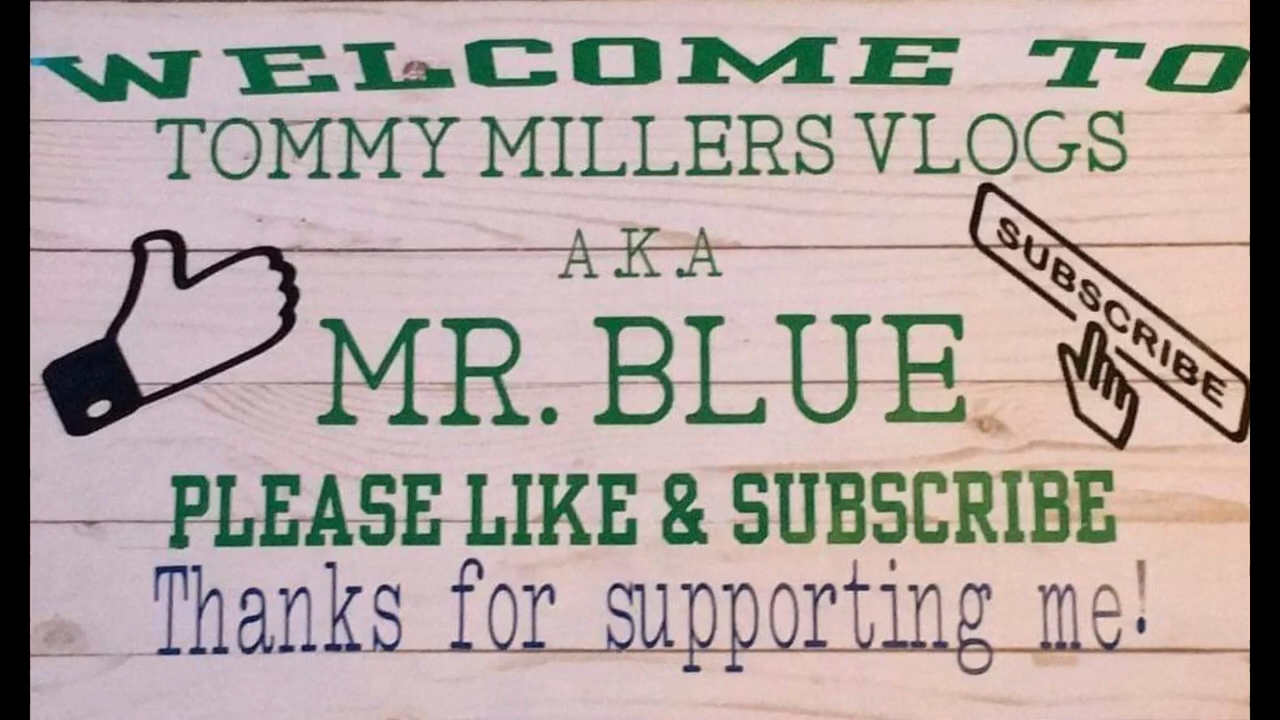 WELCOME TO
TOMMY MILLERS VLOGS
A.K.A
MR. BLUE
SUBSCRIBE
PLEASE LIKE & SUBSCRIBE
Thanks for supporting me!